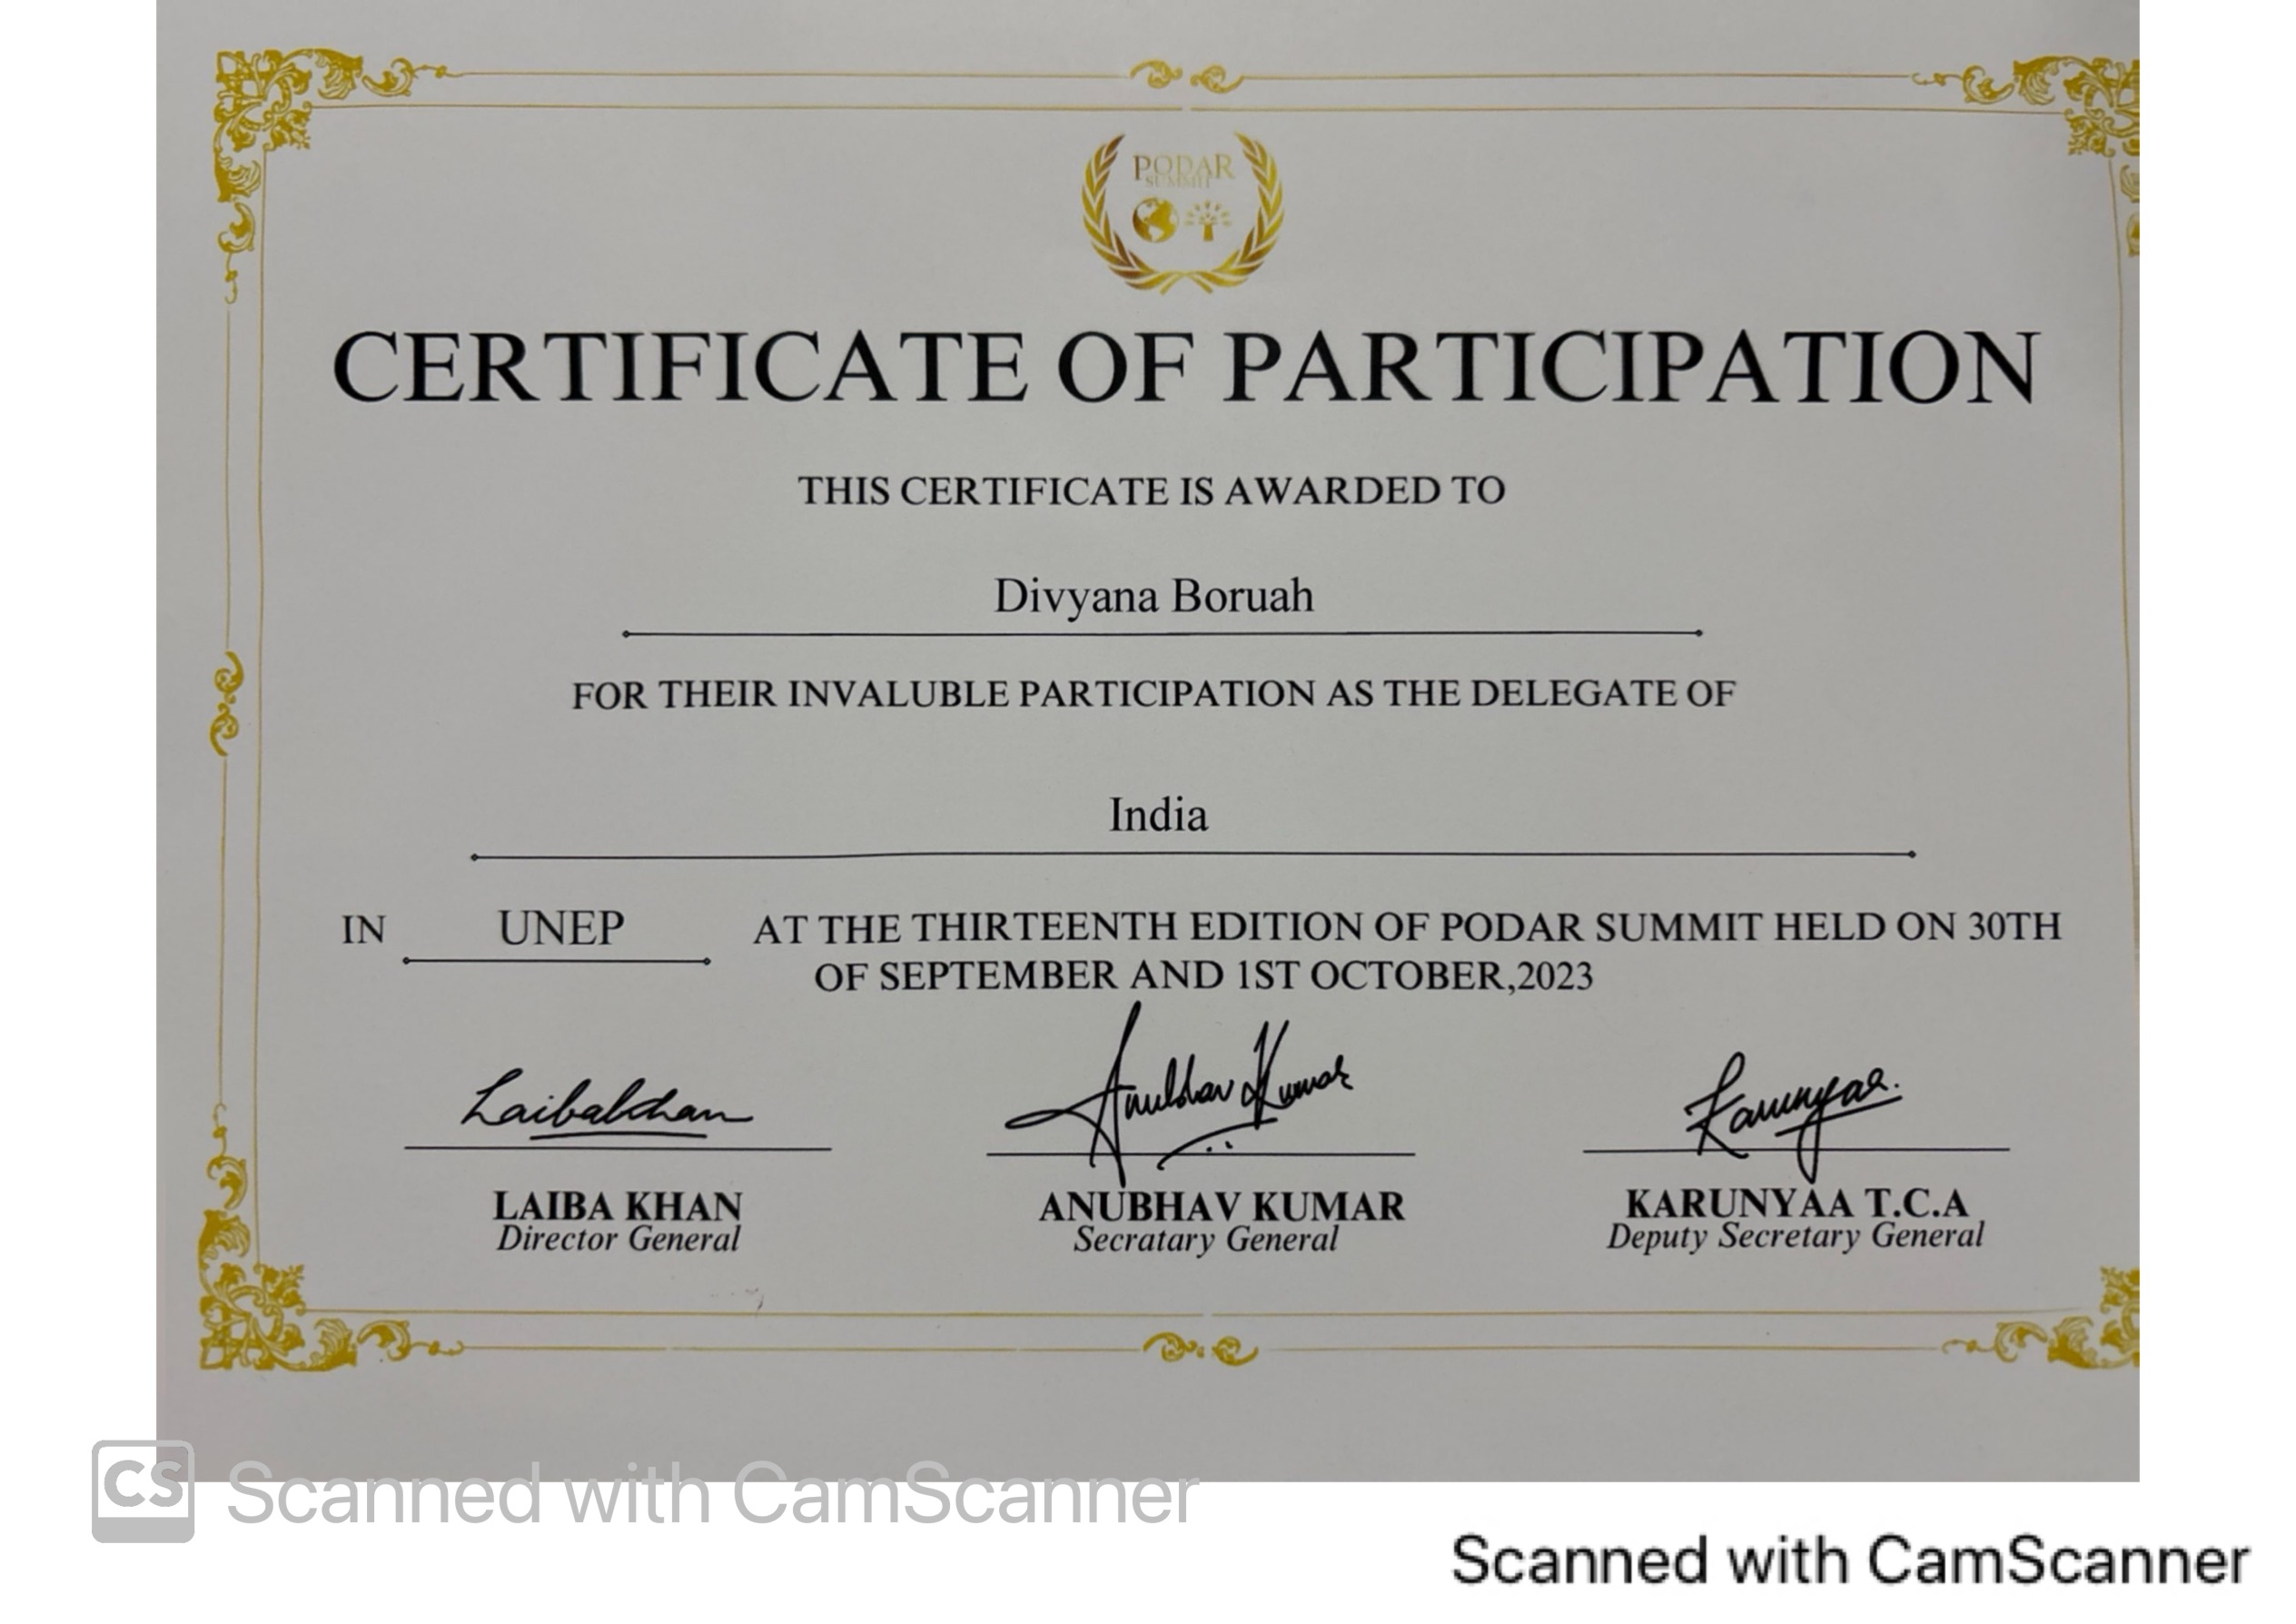 PODAR
SUMMIT
CERTIFICATE OF PARTICIPATION
THIS CERTIFICATE IS AWARDED TO
Divyana Boruah
FOR THEIR INVALUBLE PARTICIPATION AS THE DELEGATE OF
India
IN UNEP AT THE THIRTEENTH EDITION OF PODAR SUMMIT HELD ON 30TH
OF SEPTEMBER AND 1ST OCTOBER,2023
Laibakhan Anubhav Kumar Karunyaa.
LAIBA KHAN ANUBHAV KUMAR KARUNYAA T.C.A
Director General Secratary General Deputy Secretary General
CS Scanned with CamScanner
Scanned with CamScanner